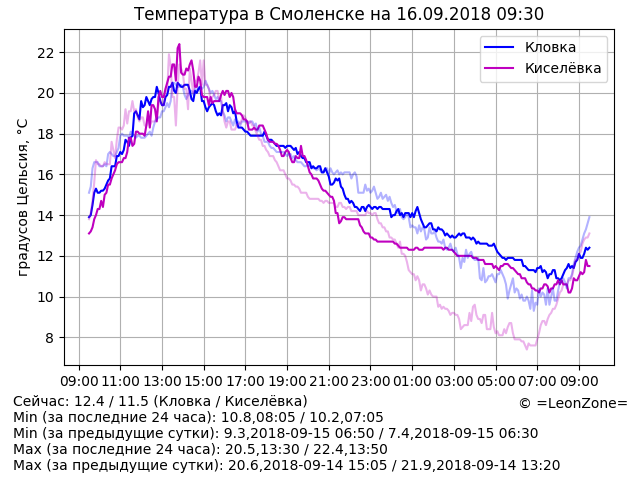 Температура в Смоленске на 16.09.2018 09:30
градусов Цельсия, °C
22
20
18
16
14
12
10
8
Кловка
Киселёвка
09:00 11:00 13:00 15:00 17:00 19:00 21:00 23:00 01:00 03:00 05:00 07:00 09:00
Сейчас: 12.4 / 11.5 (Кловка / Киселёвка)
© =LeonZone=
Min (за последние 24 часа): 10.8,08:05 / 10.2,07:05
Min (за предыдущие сутки): 9.3,2018-09-15 06:50 / 7.4,2018-09-15 06:30
Max (за последние 24 часа): 20.5,13:30 / 22.4,13:50
Max (за предыдущие сутки): 20.6,2018-09-14 15:05 / 21.9,2018-09-14 13:20